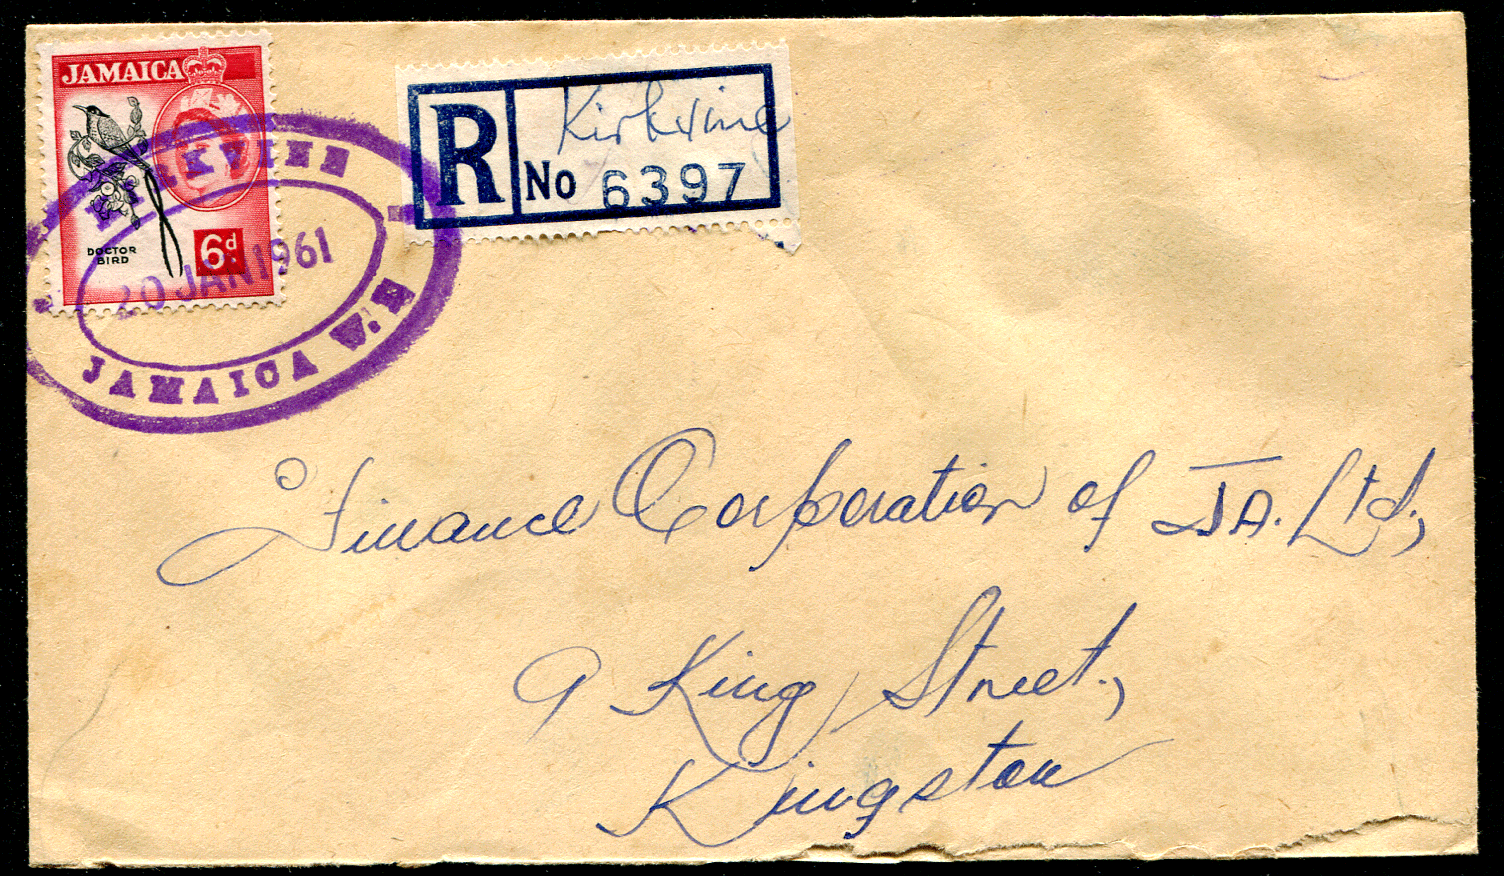 JAMAICA
DOCTOR
BIRD
6d
KIRKVINE
20 JAN 1961
JAMAICA W.I.
R
Kirkvine
No 6397
Finance Corporation of JA. Ltd.,
9 King Street,
Kingston